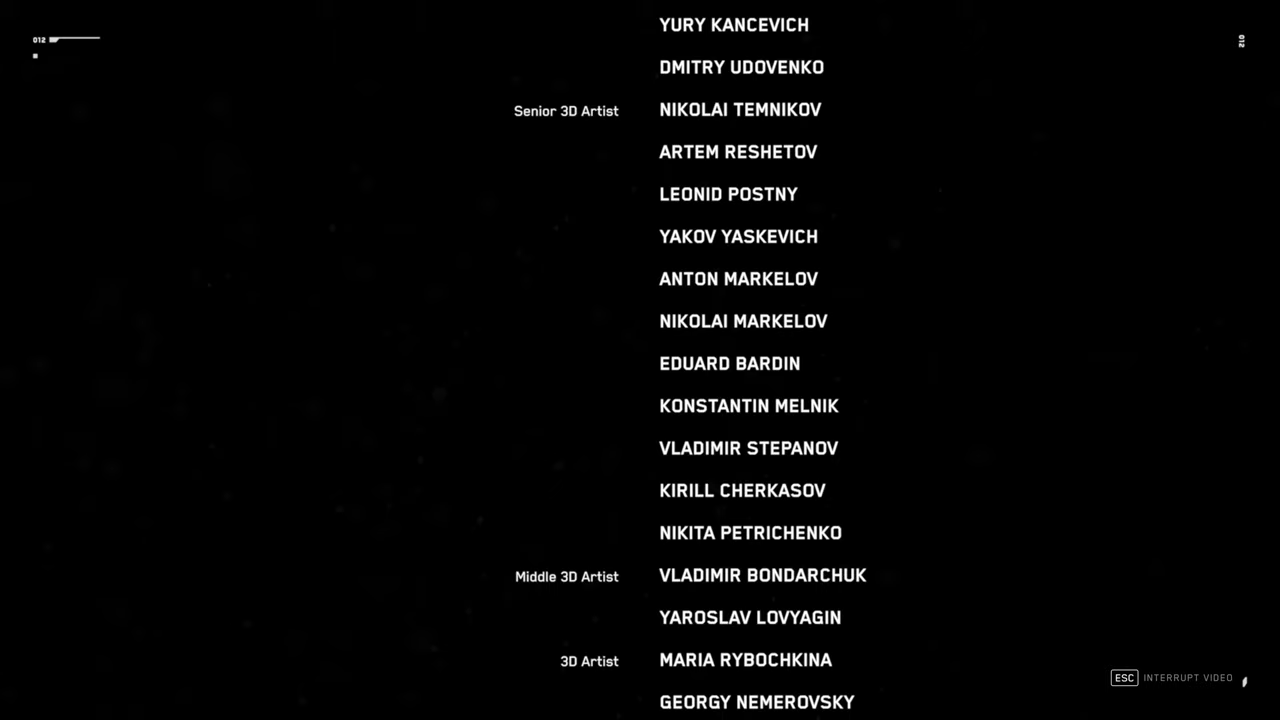 YURY KANCEVICH
012
012
DMITRY UDOVENKO
Senior 3D Artist NIKOLAI TEMNIKOV
ARTEM RESHETOV
LEONID POSTNY
YAKOV YASKEVICH
ANTON MARKELOV
NIKOLAI MARKELOV
EDUARD BARDIN
KONSTANTIN MELNIK
VLADIMIR STEPANOV
KIRILL CHERKASOV
NIKITA PETRICHENKO
Middle 3D Artist VLADIMIR BONDARCHUK
YAROSLAV LOVYAGIN
3D Artist MARIA RYBOCHKINA
ESC INTERRUPT VIDEO
GEORGY NEMEROVSKY